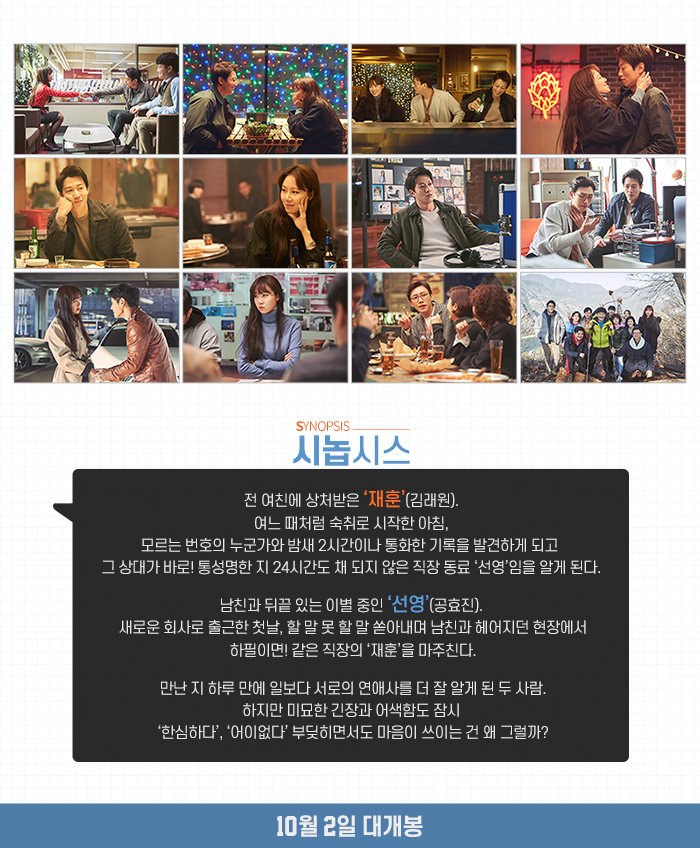 SYNOPSIS
시놉시스
전 여친에 상처받은 ‘재훈’(김래원).
여느 때처럼 숙취로 시작한 아침,
모르는 번호의 누군가와 밤새 2시간이나 통화한 기록을 발견하게 되고
그 상대가 바로! 통성명한 지 24시간도 채 되지 않은 직장 동료 ‘선영’임을 알게 된다.
남친과 뒤끝 있는 이별 중인 ‘선영’(공효진).
새로운 회사로 출근한 첫날, 할 말 못 할 말 쏟아내며 남친과 헤어지던 현장에서
하필이면! 같은 직장의 ‘재훈’을 마주친다.
만난 지 하루 만에 일보다 서로의 연애사를 더 잘 알게 된 두 사람.
하지만 미묘한 긴장과 어색함도 잠시
‘한심하다’, ‘어이없다’ 부딪히면서도 마음이 쓰이는 건 왜 그럴까?
10월 2일 대개봉